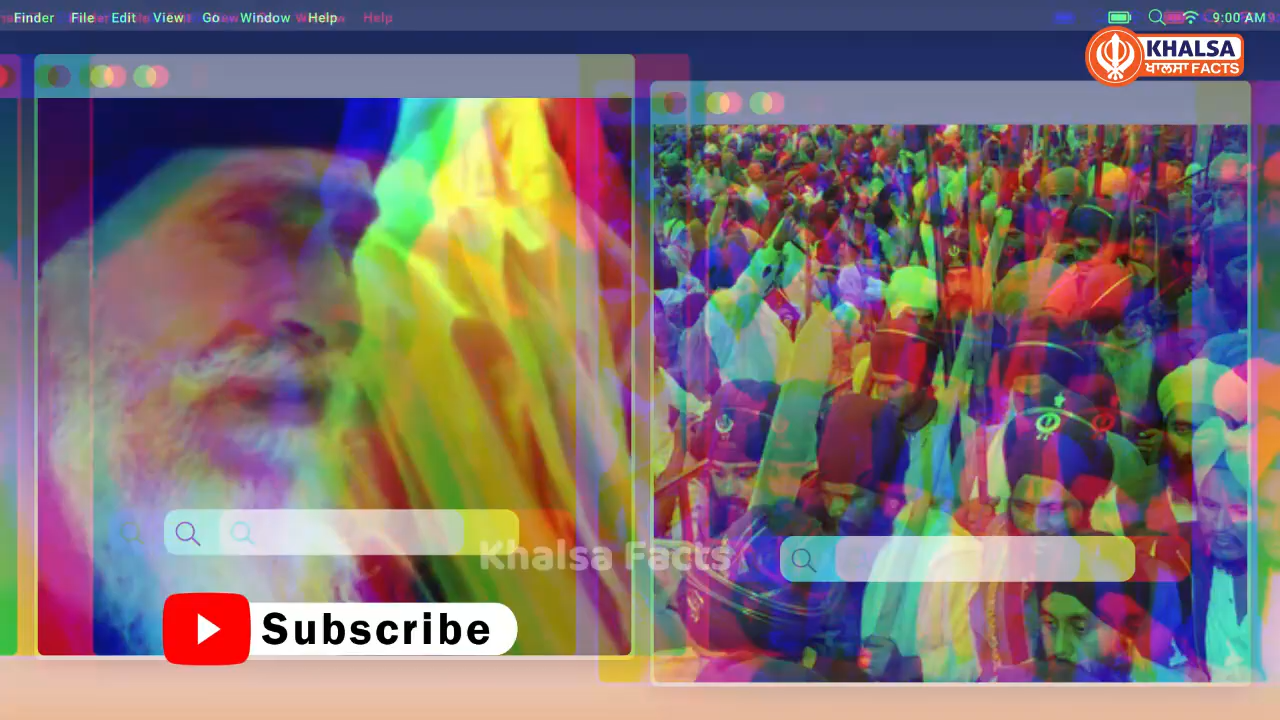 Finder File Edit View Go Window Help
9:00 AM
KHALSA
ਖਾਲਸਾ FACTS
Khalsa Facts
Subscribe